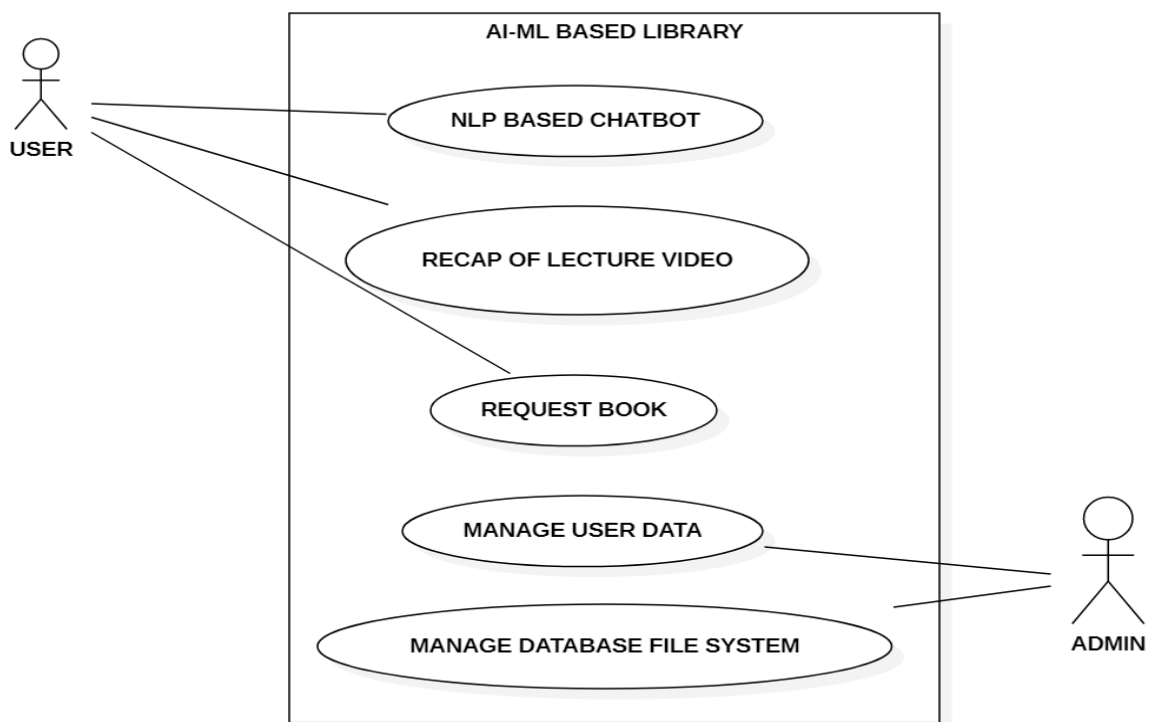 AI-ML BASED LIBRARY
NLP BASED CHATBOT
USER
RECAP OF LECTURE VIDEO
REQUEST BOOK
MANAGE USER DATA
MANAGE DATABASE FILE SYSTEM
ADMIN